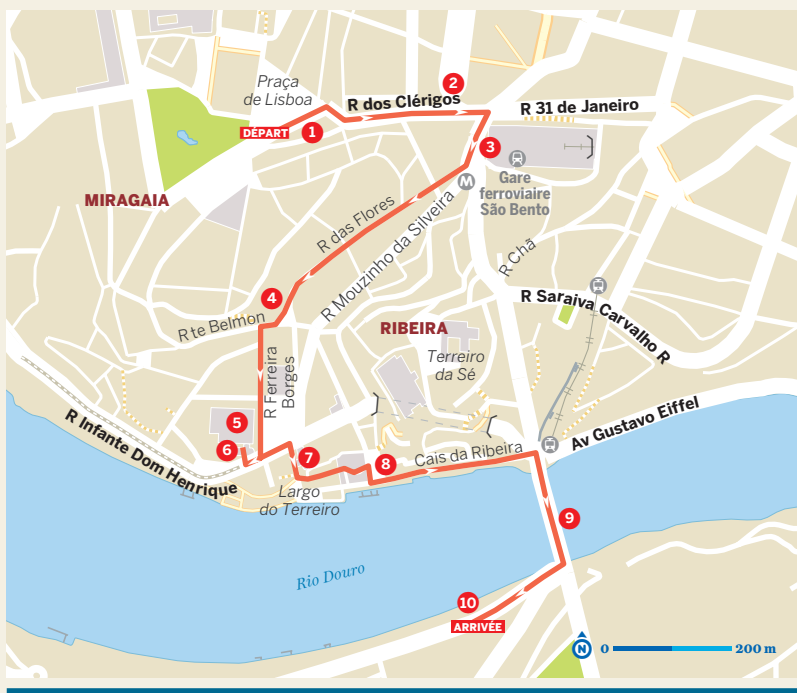 Praça
de Lisboa
2
R dos Clérigos
R 31 de Janeiro
DÉPART
1
3
M
Gare
ferroviaire
São Bento
MIRAGAIA
R das Flores
R Mouzinho da Silveira
R Chã
4
R te Belmon
R Saraiva Carvalho R
RIBEIRA
Terreiro
da Sé
R Ferreira
Borges
5
6
R Infante Dom Henrique
7
8
Cais da Ribeira
Av Gustavo Eiffel
Largo
do Terreiro
9
Rio Douro
10
ARRIVÉE
N
0
200 m